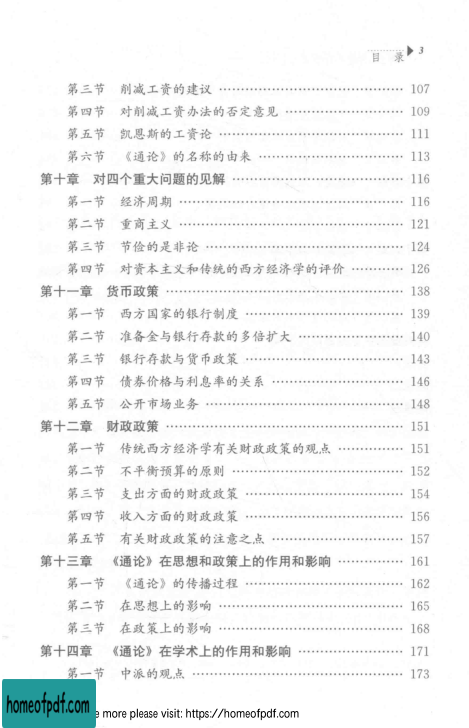 目 录 ▶ 3
第三节 削减工资的建议 …… 107
第四节 对削减工资办法的否定意见 …… 109
第五节 凯恩斯的工资论 …… 111
第六节 《通论》的名称的由来 …… 113
第十章 对四个重大问题的见解 …… 116
第一节 经济周期 …… 116
第二节 重商主义 …… 121
第三节 节俭的是非论 …… 124
第四节 对资本主义和传统的西方经济学的评价 …… 126
第十一章 货币政策 …… 138
第一节 西方国家的银行制度 …… 139
第二节 准备金与银行存款的多倍扩大 …… 140
第三节 银行存款与货币政策 …… 143
第四节 债券价格与利息率的关系 …… 146
第五节 公开市场业务 …… 148
第十二章 财政政策 …… 151
第一节 传统西方经济学有关财政政策的观点 …… 151
第二节 不平衡预算的原则 …… 152
第三节 支出方面的财政政策 …… 154
第四节 收入方面的财政政策 …… 156
第五节 有关财政政策的注意之点 …… 157
第十三章 《通论》在思想和政策上的作用和影响 …… 161
第一节 《通论》的传播过程 …… 162
第二节 在思想上的影响 …… 165
第三节 在政策上的影响 …… 168
第十四章 《通论》在学术上的作用和影响 …… 171
第一节 中派的观点 …… 173
homeofpdf.com
e more please visit: https://homeofpdf.com